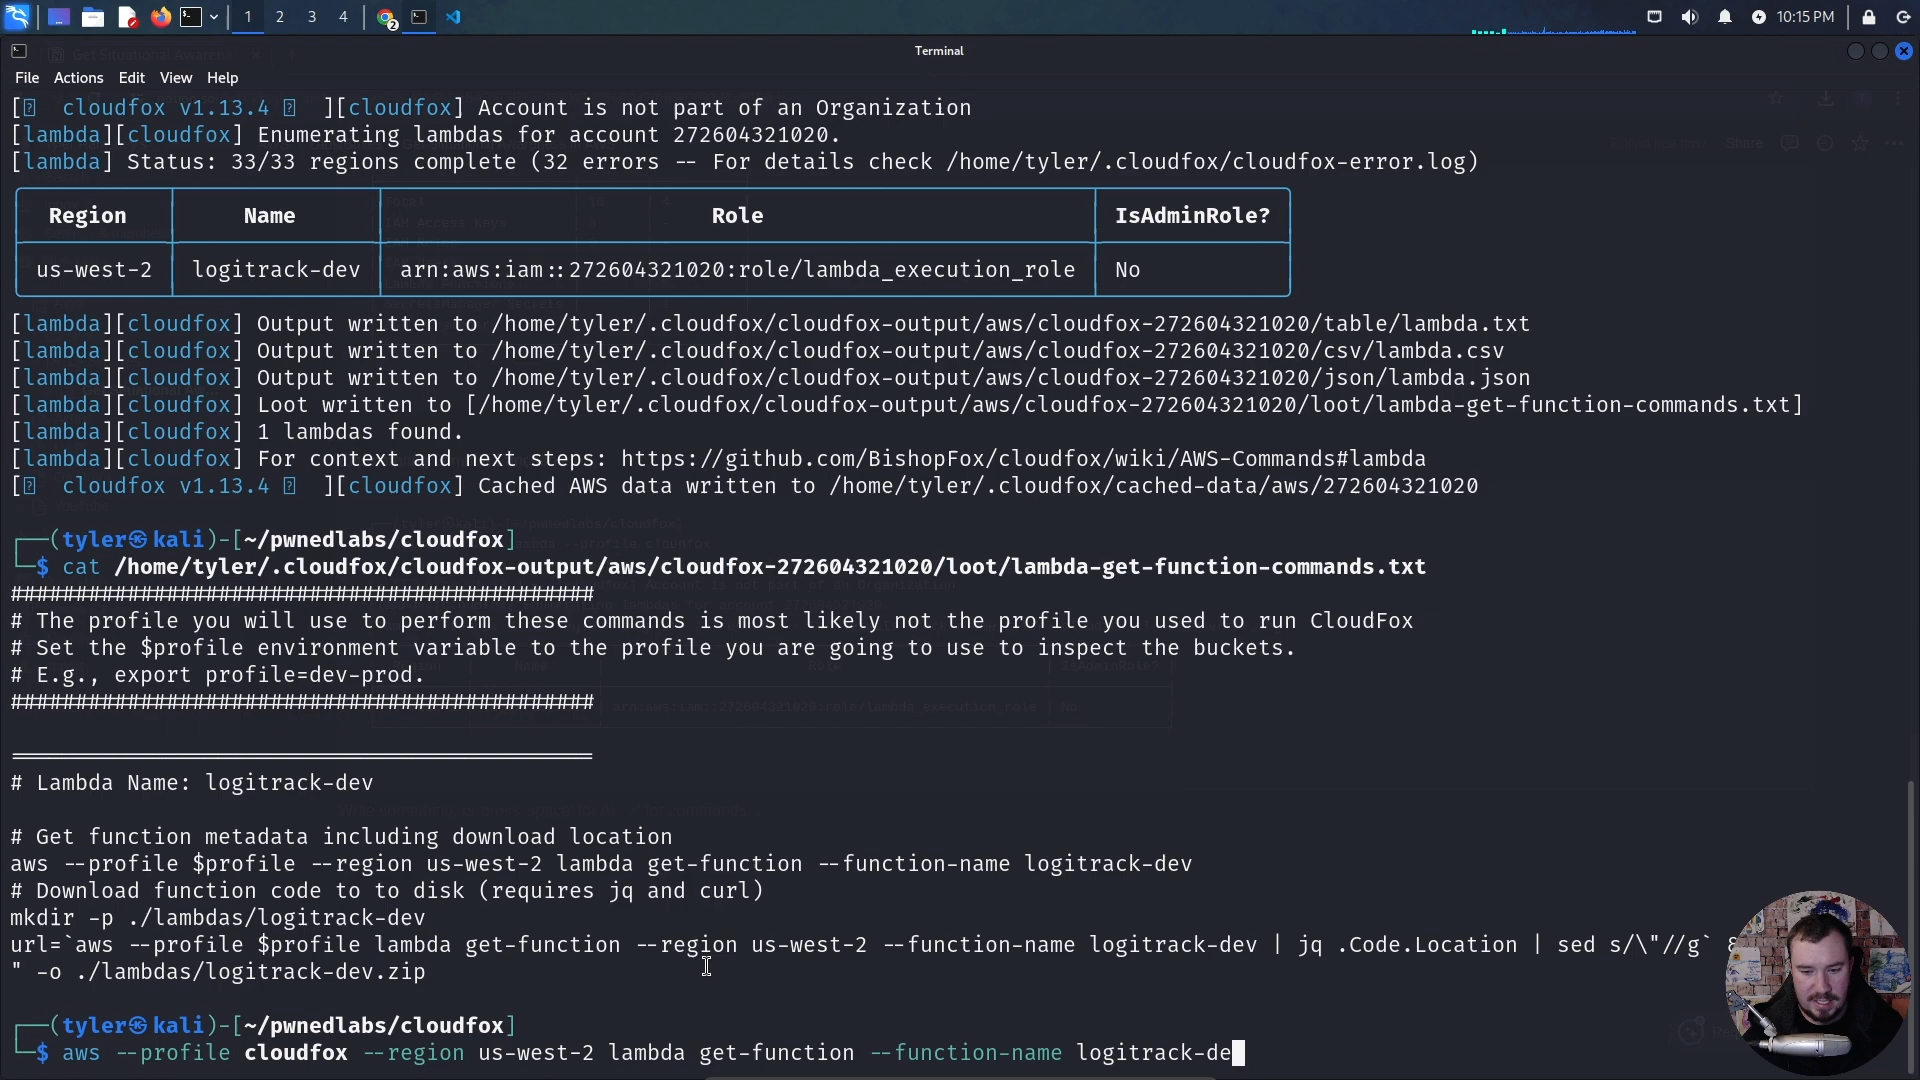 1 2 3 4 10:15 PM
Terminal
File Actions Edit View Help
[ cloudfox v1.13.4 ][cloudfox] Account is not part of an Organization
[lambda][cloudfox] Enumerating lambdas for account 272604321020.
[lambda] Status: 33/33 regions complete (32 errors -- For details check /home/tyler/.cloudfox/cloudfox-error.log)
Region Name Role IsAdminRole?
us-west-2 logitrack-dev arn:aws:iam::272604321020:role/lambda_execution_role No
[lambda][cloudfox] Output written to /home/tyler/.cloudfox/cloudfox-output/aws/cloudfox-272604321020/table/lambda.txt
[lambda][cloudfox] Output written to /home/tyler/.cloudfox/cloudfox-output/aws/cloudfox-272604321020/csv/lambda.csv
[lambda][cloudfox] Output written to /home/tyler/.cloudfox/cloudfox-output/aws/cloudfox-272604321020/json/lambda.json
[lambda][cloudfox] Loot written to [/home/tyler/.cloudfox/cloudfox-output/aws/cloudfox-272604321020/loot/lambda-get-function-commands.txt]
[lambda][cloudfox] 1 lambdas found.
[lambda][cloudfox] For context and next steps: https://github.com/BishopFox/cloudfox/wiki/AWS-Commands#lambda
[ cloudfox v1.13.4 ][cloudfox] Cached AWS data written to /home/tyler/.cloudfox/cached-data/aws/272604321020
┌──(tyler㉿kali)-[~/pwnedlabs/cloudfox]
└─$ cat /home/tyler/.cloudfox/cloudfox-output/aws/cloudfox-272604321020/loot/lambda-get-function-commands.txt
#############################################
# The profile you will use to perform these commands is most likely not the profile you used to run CloudFox
# Set the $profile environment variable to the profile you are going to use to inspect the buckets.
# E.g., export profile=dev-prod.
#############################################
=============================================
# Lambda Name: logitrack-dev
# Get function metadata including download location
aws --profile $profile --region us-west-2 lambda get-function --function-name logitrack-dev
# Download function code to to disk (requires jq and curl)
mkdir -p ./lambdas/logitrack-dev
url=`aws --profile $profile lambda get-function --region us-west-2 --function-name logitrack-dev | jq .Code.Location | sed s/\"//g`
" -o ./lambdas/logitrack-dev.zip
┌──(tyler㉿kali)-[~/pwnedlabs/cloudfox]
└─$ aws --profile cloudfox --region us-west-2 lambda get-function --function-name logitrack-de